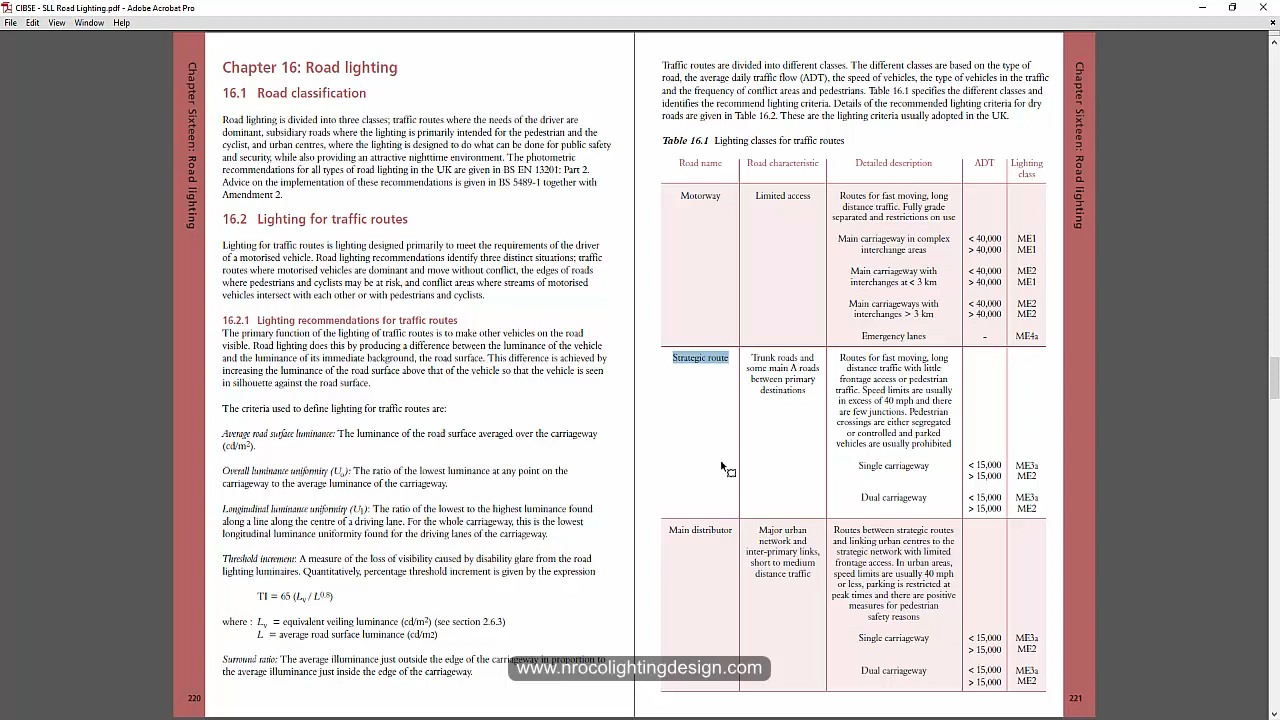 CIBSE - SLL Road Lighting.pdf - Adobe Acrobat Pro
File Edit View Window Help
Chapter Sixteen: Road lighting
Chapter 16: Road lighting
16.1 Road classification
Road lighting is divided into three classes; traffic routes where the needs of the driver are
dominant, subsidiary roads where the lighting is primarily intended for the pedestrian and the
cyclist, and urban centres, where the lighting is designed to do what can be done for public safety
and security, while also providing an attractive nighttime environment. The photometric
recommendations for all types of road lighting in the UK are given in BS EN 13201: Part 2.
Advice on the implementation of these recommendations is given in BS 5489-1 together with
Amendment 2.
16.2 Lighting for traffic routes
Lighting for traffic routes is lighting designed primarily to meet the requirements of the driver
of a motorised vehicle. Road lighting recommendations identify three distinct situations; traffic
routes where motorised vehicles are dominant and move without conflict, the edges of roads
where pedestrians and cyclists may be at risk, and conflict areas where streams of motorised
vehicles intersect with each other or with pedestrians and cyclists.
16.2.1 Lighting recommendations for traffic routes
The primary function of the lighting of traffic routes is to make other vehicles on the road
visible. Road lighting does this by producing a difference between the luminance of the vehicle
and the luminance of its immediate background, the road surface. This difference is achieved by
increasing the luminance of the road surface above that of the vehicle so that the vehicle is seen
in silhouette against the road surface.
The criteria used to define lighting for traffic routes are:
Average road surface luminance: The luminance of the road surface averaged over the carriageway
(cd/m²).
Overall luminance uniformity (Uo): The ratio of the lowest luminance at any point on the
carriageway to the average luminance of the carriageway.
Longitudinal luminance uniformity (U1): The ratio of the lowest to the highest luminance found
along a line along the centre of a driving lane. For the whole carriageway, this is the lowest
longitudinal luminance uniformity found for the driving lanes of the carriageway.
Threshold increment: A measure of the loss of visibility caused by disability glare from the road
lighting luminaires. Quantitatively, percentage threshold increment is given by the expression
TI = 65 (Lv / L0.8)
where : Lv = equivalent veiling luminance (cd/m²) (see section 2.6.3)
L = average road surface luminance (cd/m2)
Surround ratio: The average illuminance just outside the edge of the carriageway in proportion to
the average illuminance just inside the edge of the carriageway.
220
Traffic routes are divided into different classes. The different classes are based on the type of
road, the average daily traffic flow (ADT), the speed of vehicles, the type of vehicles in the traffic
and the frequency of conflict areas and pedestrians. Table 16.1 specifies the different classes and
identifies the recommend lighting criteria. Details of the recommended lighting criteria for dry
roads are given in Table 16.2. These are the lighting criteria usually adopted in the UK.
Table 16.1 Lighting classes for traffic routes
Road name Road characteristic Detailed description ADT Lighting
class
Motorway Limited access Routes for fast moving, long
distance traffic. Fully grade
separated and restrictions on use
Main carriageway in complex < 40,000 ME1
interchange areas > 40,000 ME1
Main carriageway with < 40,000 ME2
interchanges at < 3 km > 40,000 ME1
Main carriageways with < 40,000 ME2
interchanges > 3 km > 40,000 ME2
Emergency lanes - ME4a
Strategic route Trunk roads and Routes for fast moving, long
some main A roads distance traffic with little
between primary frontage access or pedestrian
destinations traffic. Speed limits are usually
in excess of 40 mph and there
are few junctions. Pedestrian
crossings are either segregated
or controlled and parked
vehicles are usually prohibited
Single carriageway < 15,000 ME3a
> 15,000 ME2
Dual carriageway < 15,000 ME3a
> 15,000 ME2
Main distributor Major urban Routes between strategic routes
network and and linking urban centres to the
inter-primary links, strategic network with limited
short to medium frontage access. In urban areas,
distance traffic speed limits are usually 40 mph
or less, parking is restricted at
peak times and there are positive
measures for pedestrian
safety reasons
Single carriageway < 15,000 ME3a
> 15,000 ME2
Dual carriageway < 15,000 ME3a
> 15,000 ME2
Chapter Sixteen: Road lighting
221
www.nrocolightingdesign.com